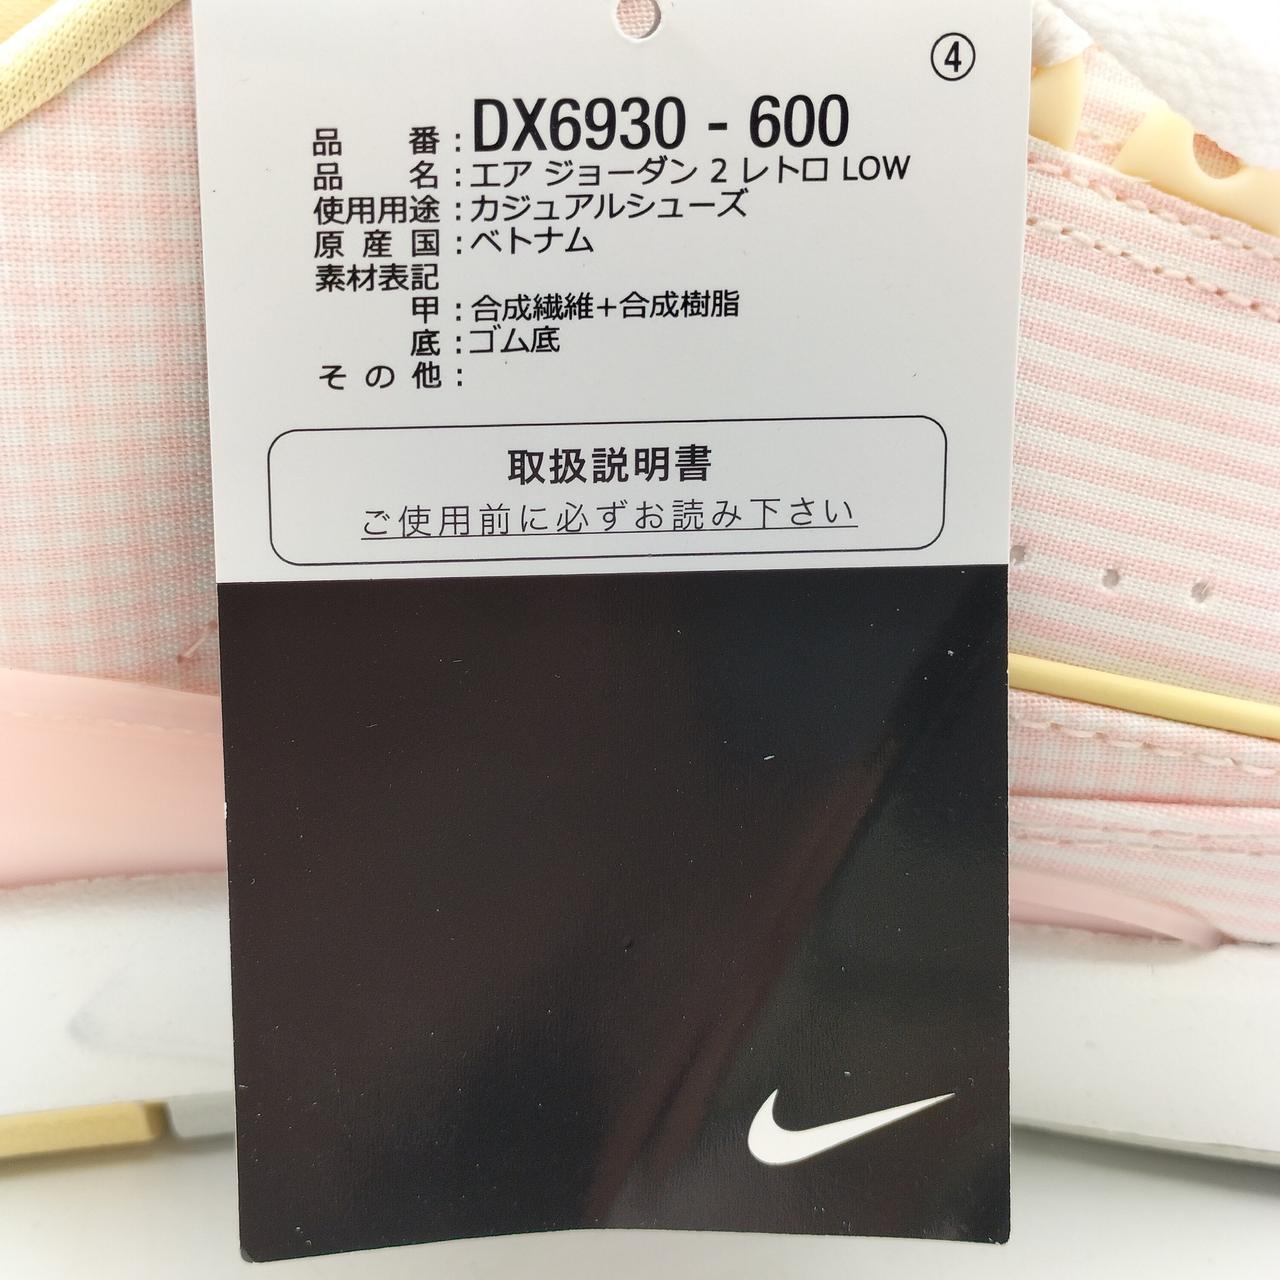 ④
品 番 : DX6930 - 600
品 名 : エア ジョーダン 2 レトロ LOW
使用用途 : カジュアルシューズ
原 産 国 : ベトナム
素材表記
甲 : 合成繊維+合成樹脂
底 : ゴム底
そ の 他 :
取扱説明書
ご使用前に必ずお読み下さい